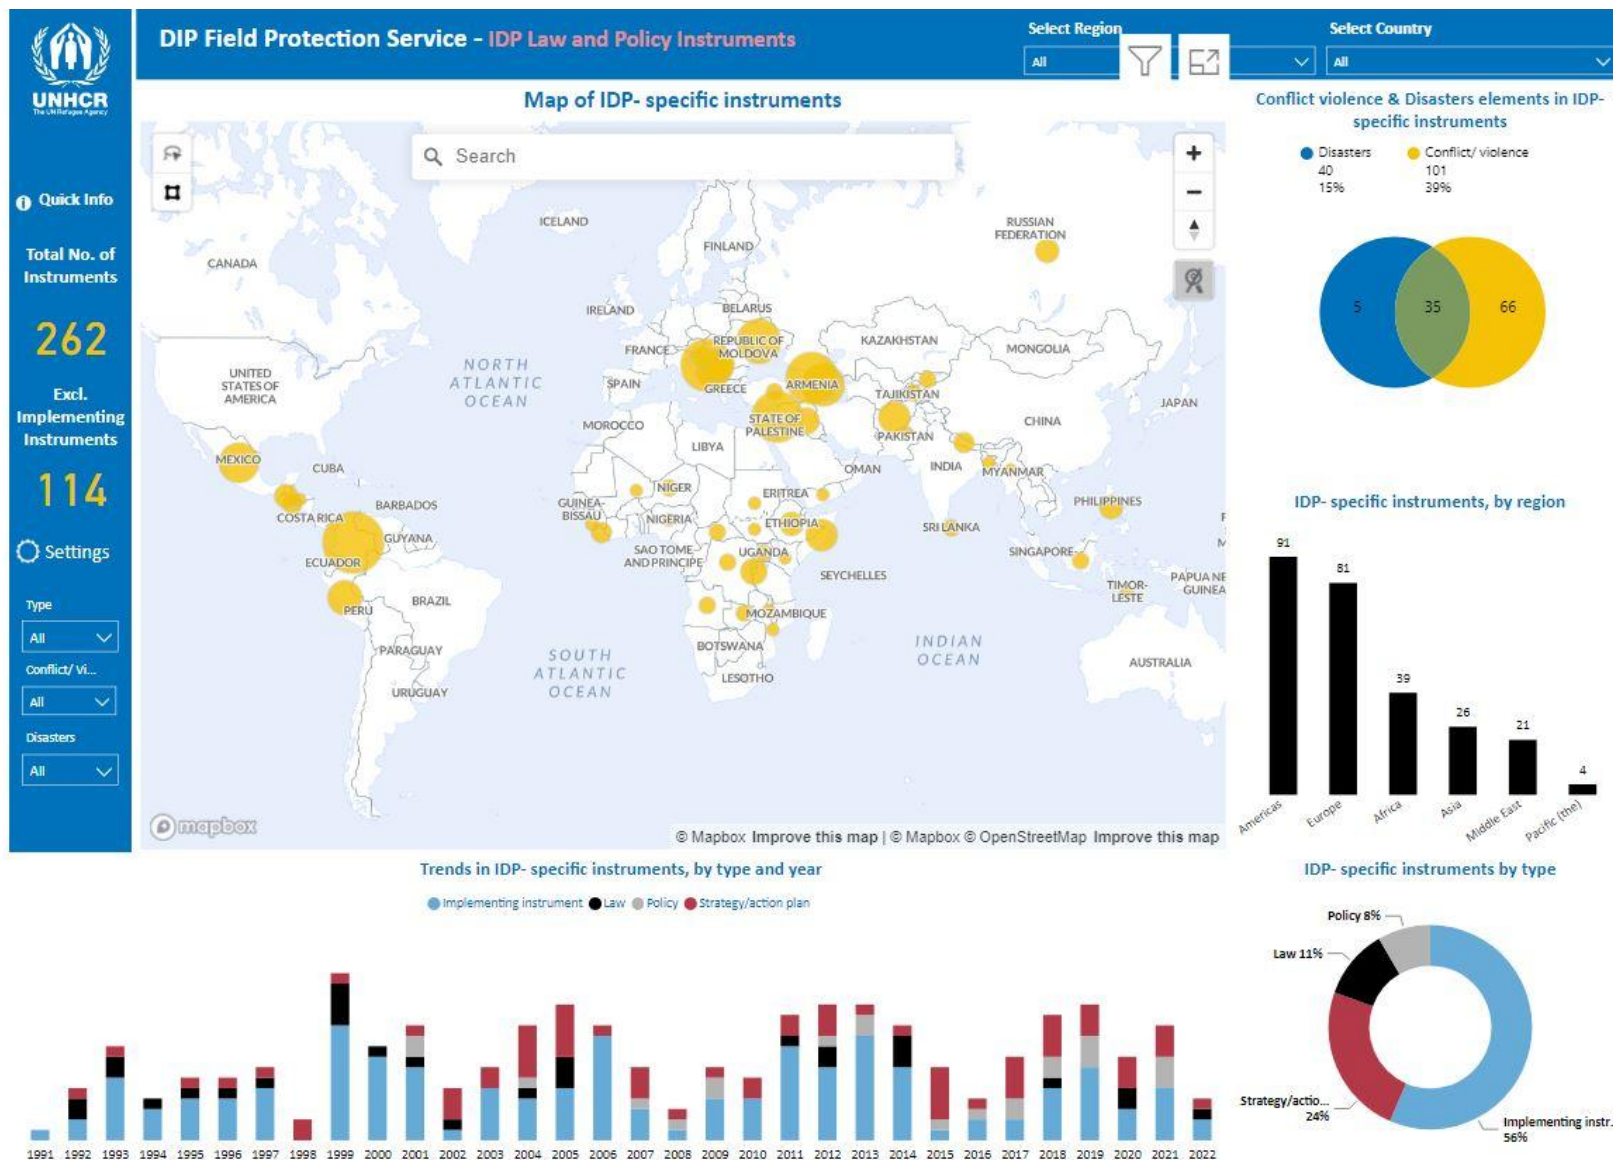 UNHCR
The UN Refugee Agency
DIP Field Protection Service - IDP Law and Policy Instruments
Select Region
All
Select Country
All
Quick Info
Total No. of
Instruments
262
Excl.
Implementing
Instruments
114
Settings
Type
All
Conflict/ Vi...
All
Disasters
All
Map of IDP- specific instruments
Search
ICELAND
RUSSIAN
FEDERATION
FINLAND
CANADA
IRELAND
BELARUS
REPUBLIC OF
MOLDOVA
KAZAKHSTAN
MONGOLIA
FRANCE
NORTH
ATLANTIC
OCEAN
UNITED
STATES OF
AMERICA
SPAIN
GREECE
ARMENIA
TAJIKISTAN
JAPAN
MOROCCO
STATE OF
PALESTINE
CHINA
PAKISTAN
LIBYA
MEXICO
CUBA
OMAN
INDIA
MYANMAR
NIGER
ERITREA
BARBADOS
GUINEA-
BISSAU
PHILIPPINES
COSTA RICA
NIGERIA
ETHIOPIA
SRI LANKA
GUYANA
SAO TOME
AND PRINCIPE
UGANDA
SINGAPORE
ECUADOR
SEYCHELLES
TIMOR-
LESTE
PAPUA NE
GUINEA
PERU
BRAZIL
MOZAMBIQUE
PARAGUAY
SOUTH
ATLANTIC
OCEAN
BOTSWANA
INDIAN
OCEAN
AUSTRALIA
LESOTHO
URUGUAY
mapbox
© Mapbox Improve this map | © Mapbox © OpenStreetMap Improve this map
Conflict violence & Disasters elements in IDP-
specific instruments
Disasters
40
15%
Conflict/ violence
101
39%
5 35 66
IDP- specific instruments, by region
91
81
39
26
21
4
Americas
Europe
Africa
Asia
Middle East
Pacific (the)
Trends in IDP- specific instruments, by type and year
Implementing instrument Law Policy Strategy/action plan
1991 1992 1993 1994 1995 1996 1997 1998 1999 2000 2001 2002 2003 2004 2005 2006 2007 2008 2009 2010 2011 2012 2013 2014 2015 2016 2017 2018 2019 2020 2021 2022
IDP- specific instruments by type
Policy 8%
Law 11%
Strategy/actio...
24%
Implementing instr...
56%